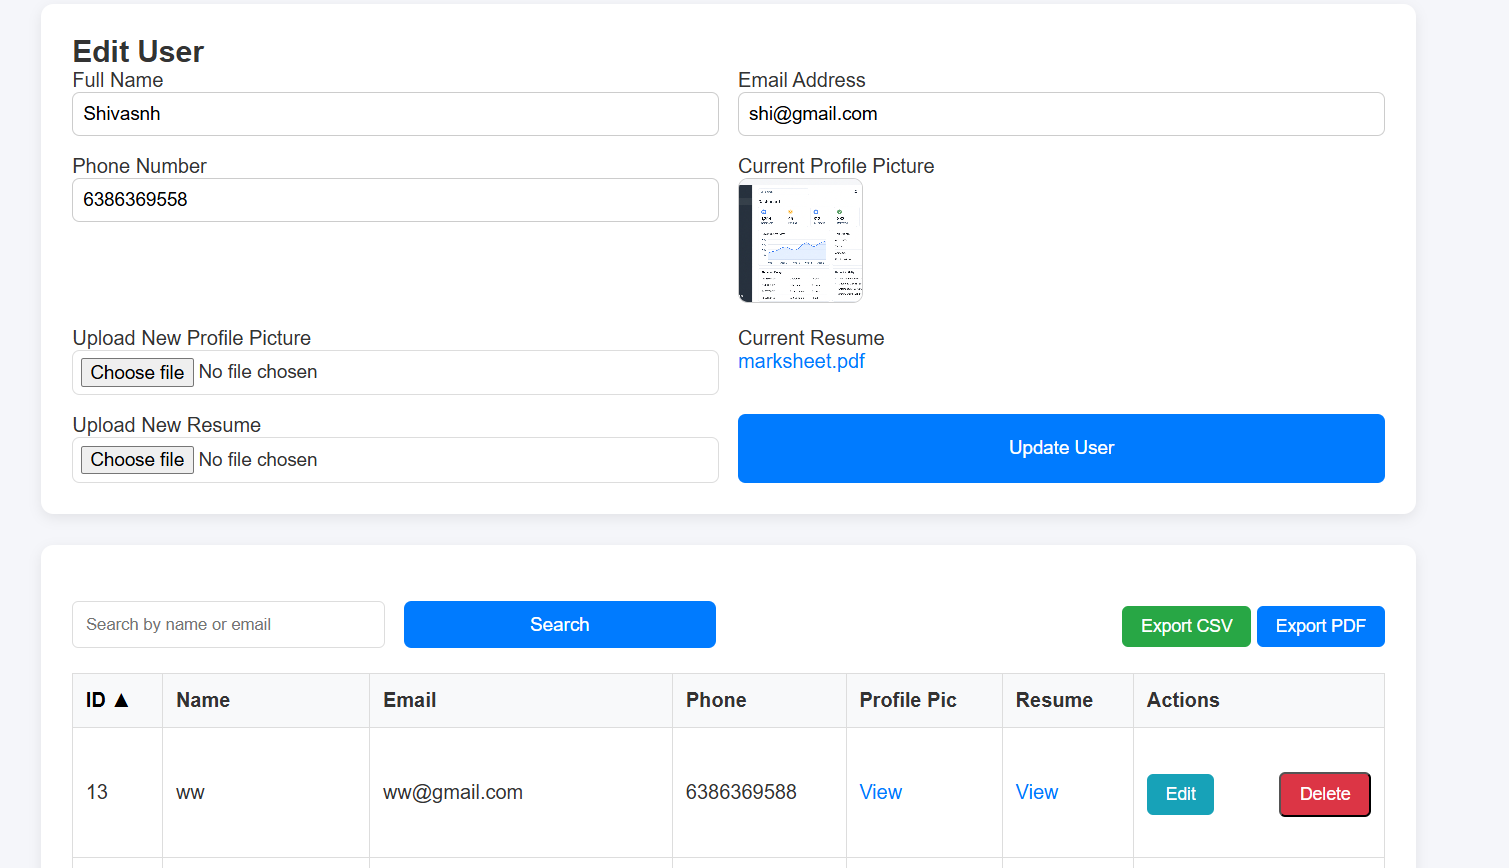 Edit User
Full Name
Email Address
Shivasnh
shi@gmail.com
Phone Number
Current Profile Picture
6386369558
Upload New Profile Picture
Current Resume
Choose file No file chosen
marksheet.pdf
Upload New Resume
Choose file No file chosen
Update User
Search by name or email
Search
Export CSV
Export PDF
ID ▲ Name Email Phone Profile Pic Resume Actions
13 ww ww@gmail.com 6386369588 View View Edit Delete